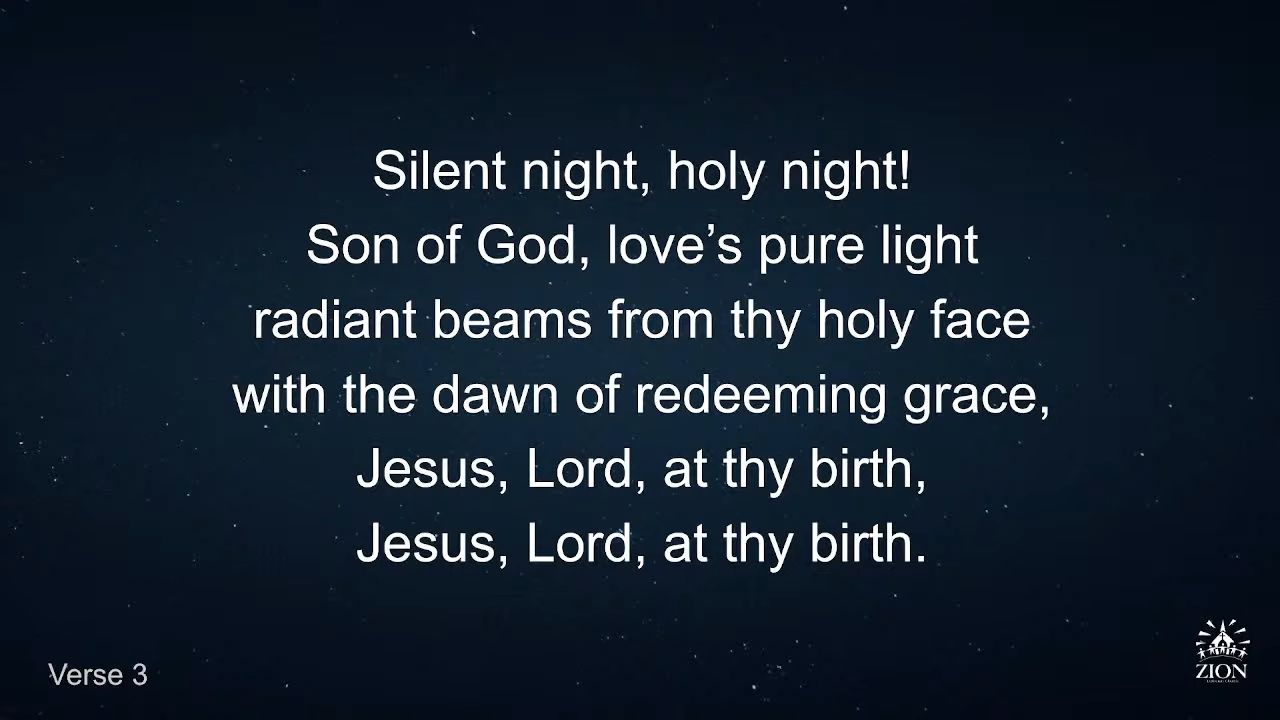 Silent night, holy night!
Son of God, love’s pure light
radiant beams from thy holy face
with the dawn of redeeming grace,
Jesus, Lord, at thy birth,
Jesus, Lord, at thy birth.
Verse 3
ZION